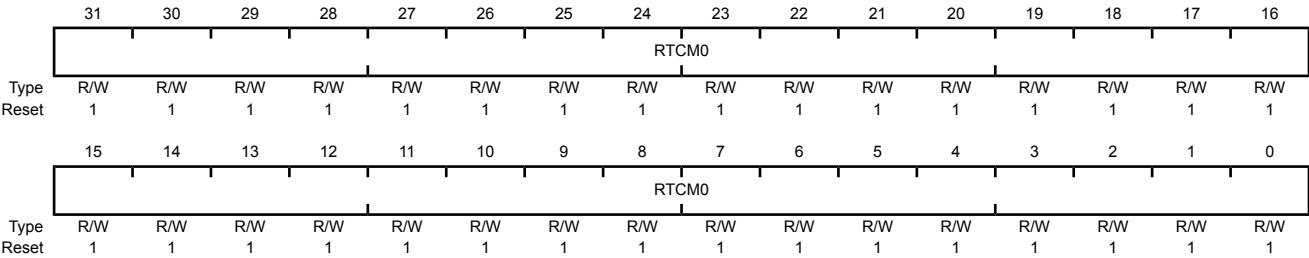 31 30 29 28 27 26 25 24 23 22 21 20 19 18 17 16
RTCM0
Type R/W R/W R/W R/W R/W R/W R/W R/W R/W R/W R/W R/W R/W R/W R/W R/W
Reset 1 1 1 1 1 1 1 1 1 1 1 1 1 1 1 1
15 14 13 12 11 10 9 8 7 6 5 4 3 2 1 0
RTCM0
Type R/W R/W R/W R/W R/W R/W R/W R/W R/W R/W R/W R/W R/W R/W R/W R/W
Reset 1 1 1 1 1 1 1 1 1 1 1 1 1 1 1 1